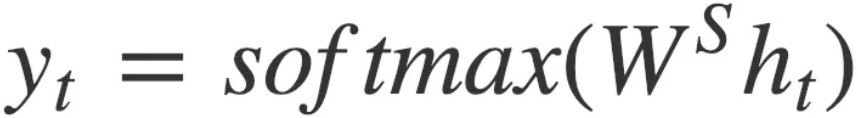 y_t = softmax(W^S h_t)